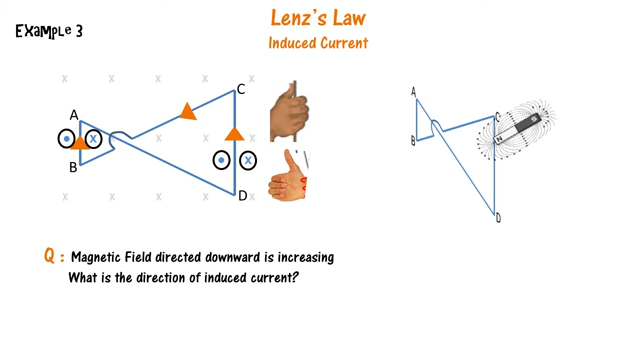 Lenz's Law
Example 3
Induced Current
x x x x x
C
A
x x
B
x
x
D
x x x x x
A
C
B
N
S
D
Q : Magnetic Field directed downward is increasing
What is the direction of induced current?